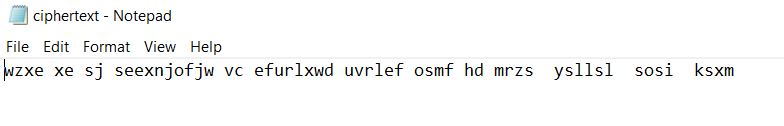 ciphertext - Notepad
File Edit Format View Help
wzxe xe sj seexnjofjw vc efurlxwd uvrlef osmf hd mrzs  ysllsl  sosi  ksxm